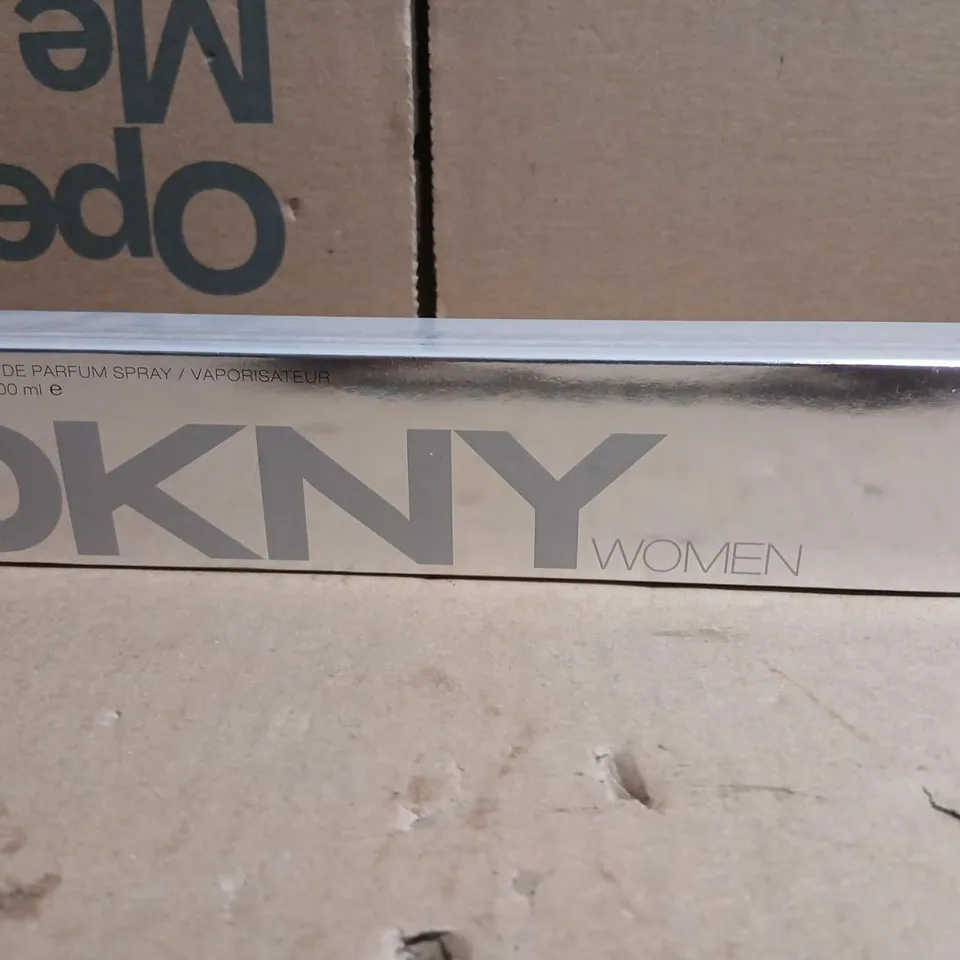 Ope
Me
DE PARFUM SPRAY / VAPORISATEUR
00 ml ℮
DKNY WOMEN